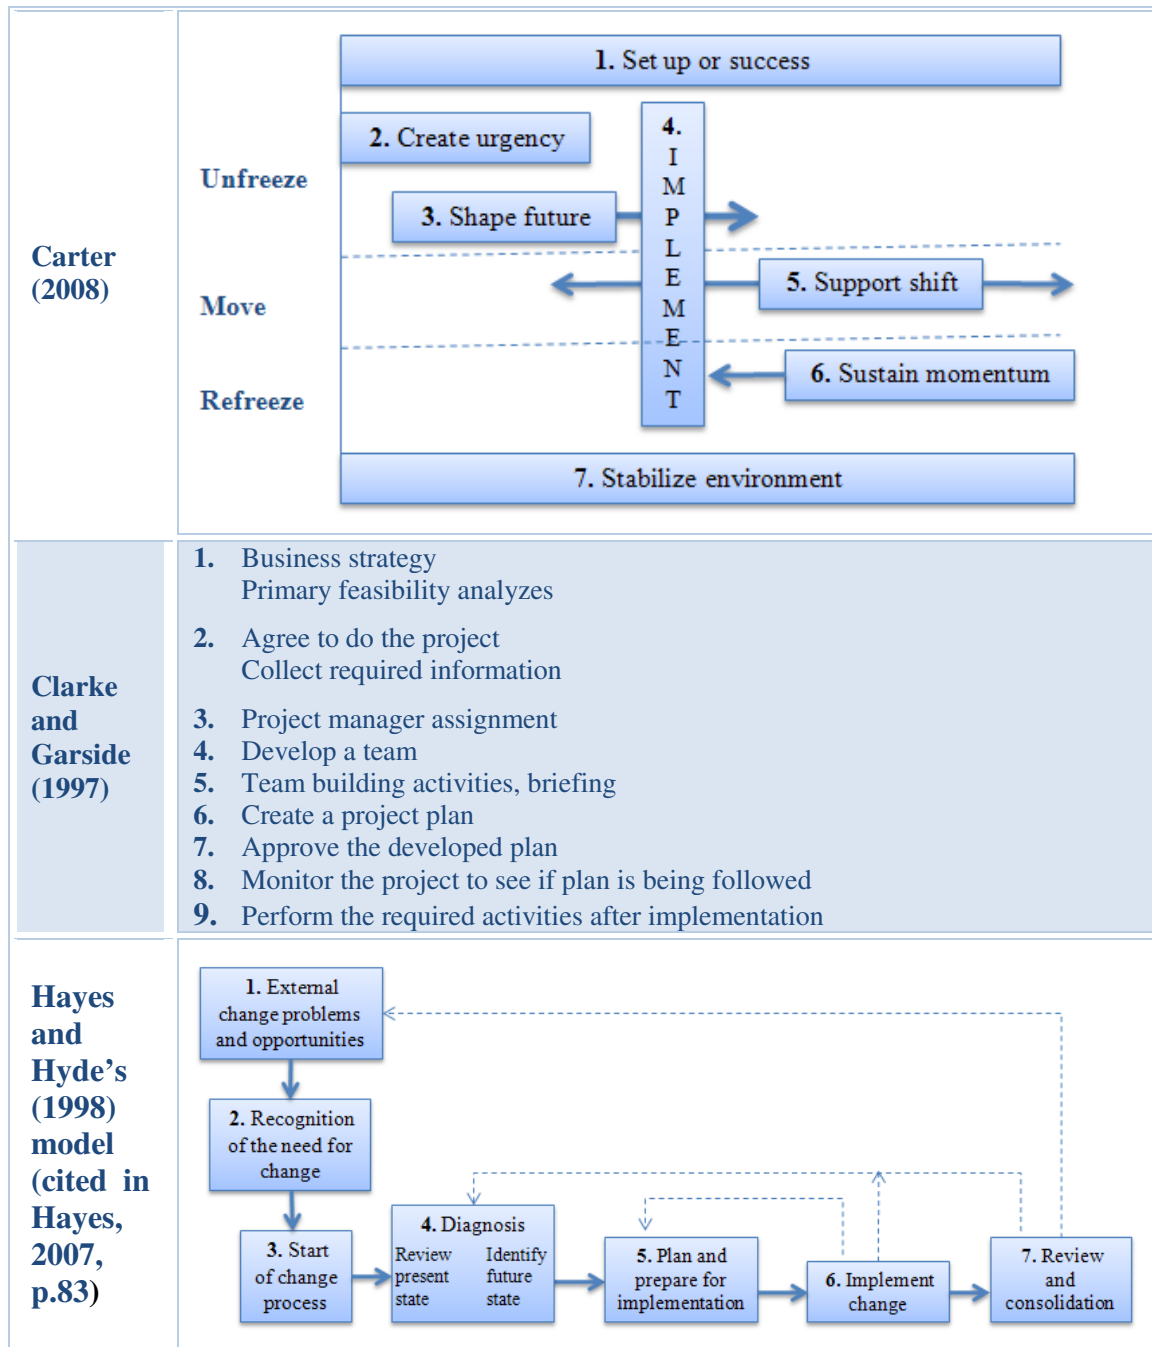 Carter
(2008)
1. Set up or success
2. Create urgency
Unfreeze
3. Shape future
4.
I
M
P
L
E
M
E
N
T
Move
5. Support shift
Refreeze
6. Sustain momentum
7. Stabilize environment
Clarke
and
Garside
(1997)
1. Business strategy
Primary feasibility analyzes
2. Agree to do the project
Collect required information
3. Project manager assignment
4. Develop a team
5. Team building activities, briefing
6. Create a project plan
7. Approve the developed plan
8. Monitor the project to see if plan is being followed
9. Perform the required activities after implementation
Hayes
and
Hyde’s
(1998)
model
(cited in
Hayes,
2007,
p.83)
1. External
change problems
and opportunities
2. Recognition
of the need for
change
3. Start
of change
process
4. Diagnosis
Review
present
state
Identify
future
state
5. Plan and
prepare for
implementation
6. Implement
change
7. Review
and
consolidation